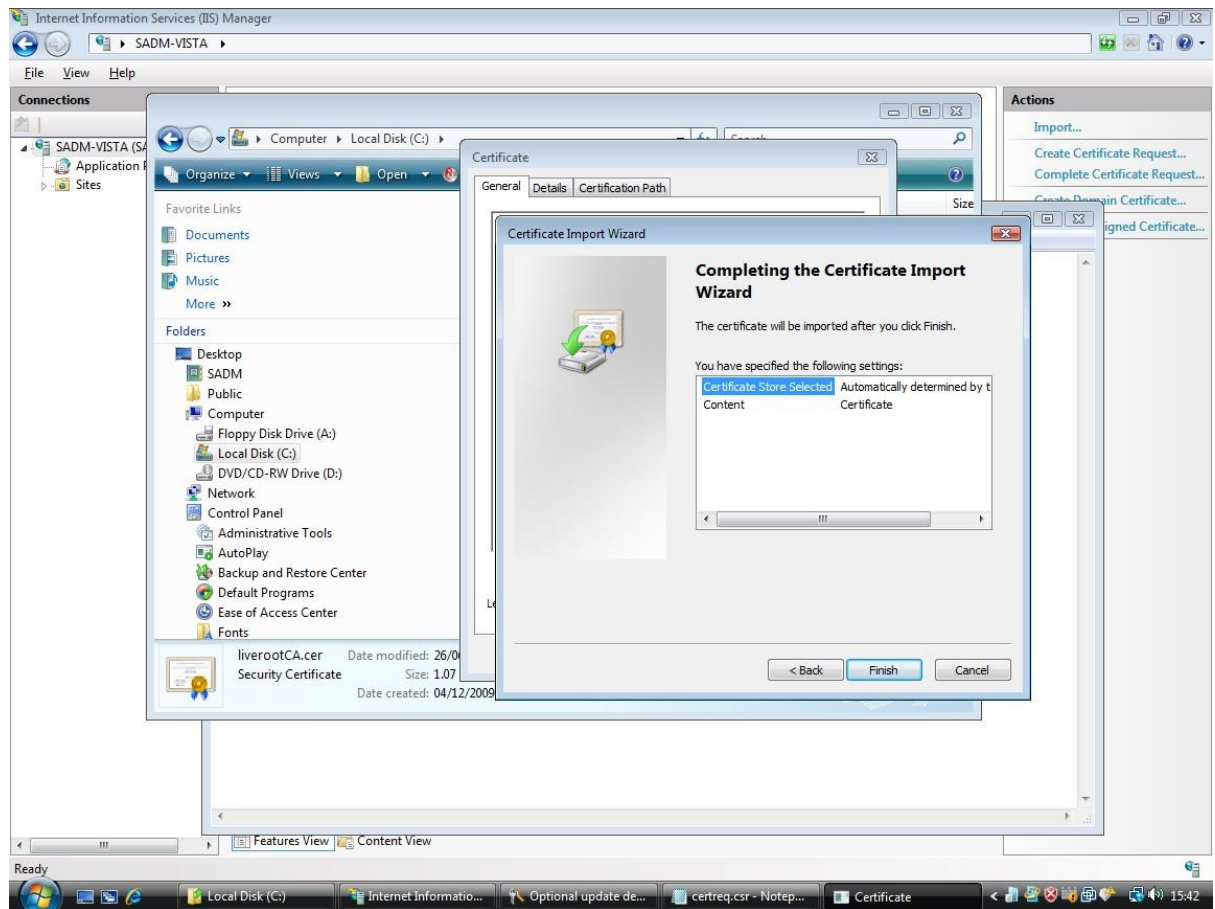 Internet Information Services (IIS) Manager
SADM-VISTA
File View Help
Connections
SADM-VISTA (SA
Application P
Sites
Computer Local Disk (C:)
Search
Organize Views Open
Size
Favorite Links
Documents
Pictures
Music
More »
Folders
Desktop
SADM
Public
Computer
Floppy Disk Drive (A:)
Local Disk (C:)
DVD/CD-RW Drive (D:)
Network
Control Panel
Administrative Tools
AutoPlay
Backup and Restore Center
Default Programs
Ease of Access Center
Fonts
liverootCA.cer Date modified: 26/0
Security Certificate Size: 1.07
Date created: 04/12/2009
Certificate
General Details Certification Path
Certificate Import Wizard
Completing the Certificate Import
Wizard
The certificate will be imported after you click Finish.
You have specified the following settings:
Certificate Store Selected Automatically determined by t
Content Certificate
< Back Finish Cancel
Actions
Import...
Create Certificate Request...
Complete Certificate Request...
Create Domain Certificate...
igned Certificate...
Features View Content View
Ready
Local Disk (C:) Internet Informatio... Optional update de... certreq.csr - Notep... Certificate 15:42